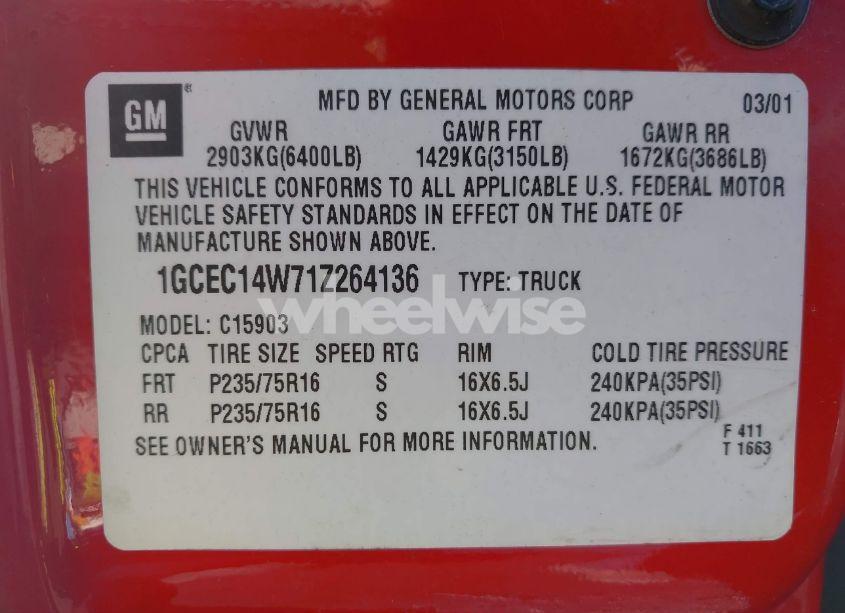 GM ® MFD BY GENERAL MOTORS CORP 03/01
GVWR GAWR FRT GAWR RR
2903KG(6400LB) 1429KG(3150LB) 1672KG(3686LB)
THIS VEHICLE CONFORMS TO ALL APPLICABLE U.S. FEDERAL MOTOR
VEHICLE SAFETY STANDARDS IN EFFECT ON THE DATE OF
MANUFACTURE SHOWN ABOVE.
1GCEC14W71Z264136 TYPE: TRUCK
wheelwise
MODEL: C15903
CPCA TIRE SIZE SPEED RTG RIM COLD TIRE PRESSURE
FRT P235/75R16 S 16X6.5J 240KPA(35PSI)
RR P235/75R16 S 16X6.5J 240KPA(35PSI)
SEE OWNER'S MANUAL FOR MORE INFORMATION.
F 411
T 1663